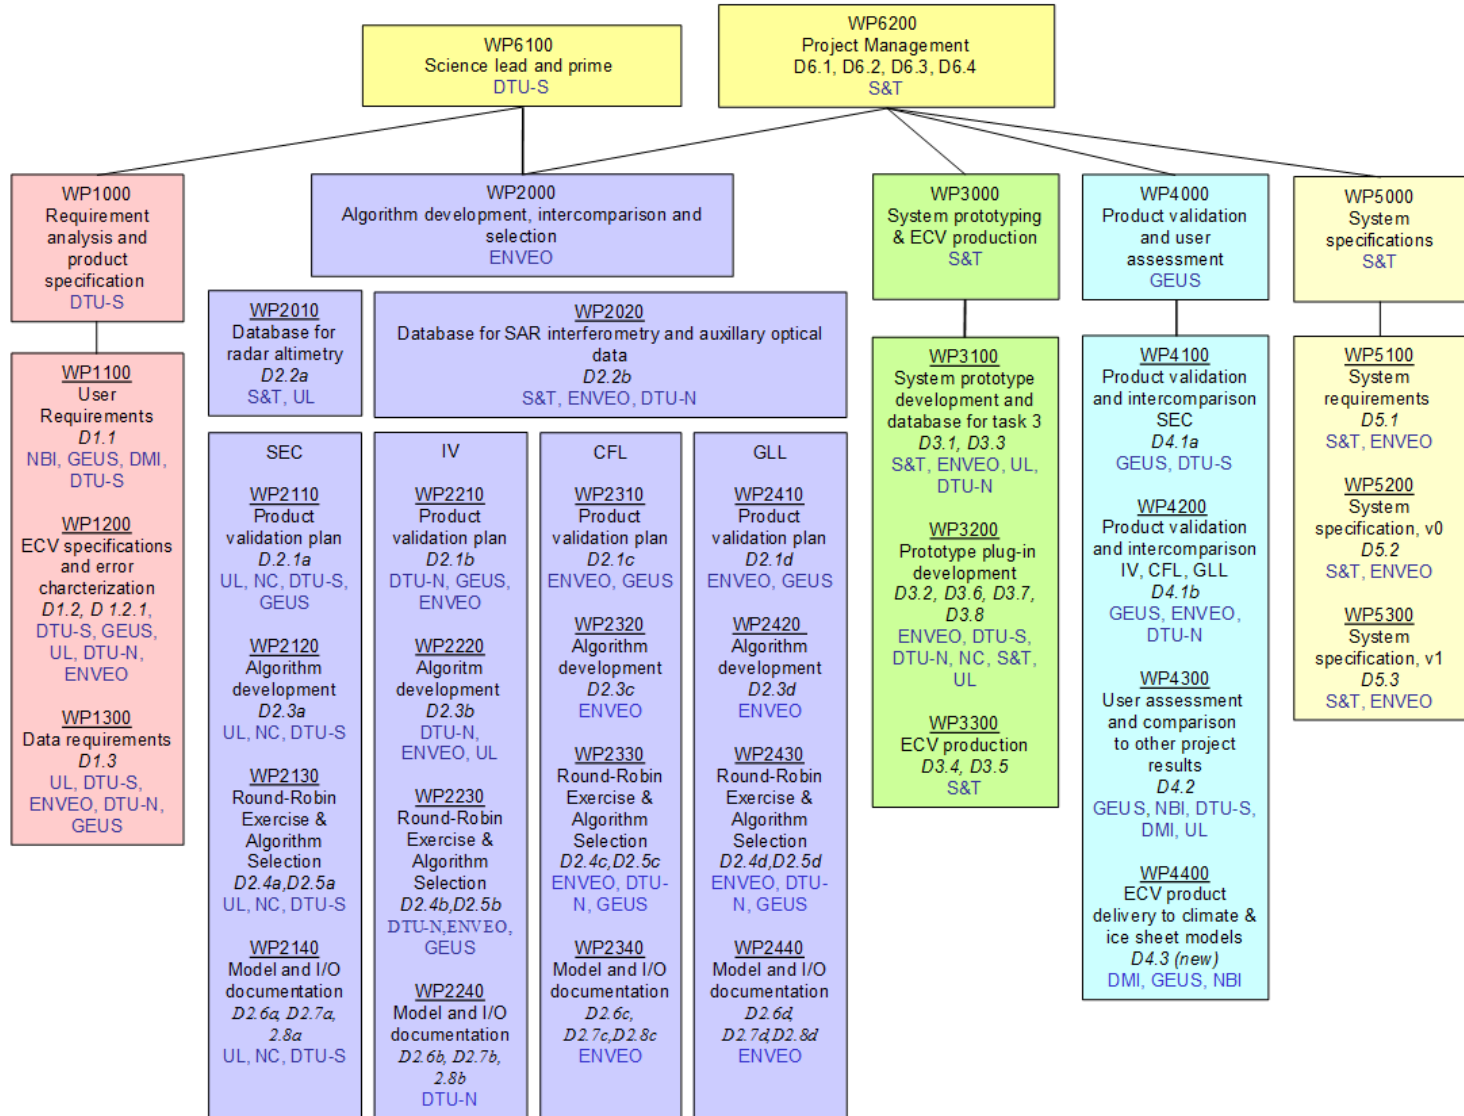 WP6100
Science lead and prime
DTU-S
WP6200
Project Management
D6.1, D6.2, D6.3, D6.4
S&T
WP1000
Requirement
analysis and
product
specification
DTU-S
WP2000
Algorithm development, intercomparison and
selection
ENVEO
WP3000
System prototyping
& ECV production
S&T
WP4000
Product validation
and user
assessment
GEUS
WP5000
System
specifications
S&T
WP1100
User
Requirements
D1.1
NBI, GEUS, DMI,
DTU-S
WP1200
ECV specifications
and error
charcterization
D1.2, D 1.2.1,
DTU-S, GEUS,
UL, DTU-N,
ENVEO
WP1300
Data requirements
D1.3
UL, DTU-S,
ENVEO, DTU-N,
GEUS
WP2010
Database for
radar altimetry
D2.2a
S&T, UL
WP2020
Database for SAR interferometry and auxillary optical
data
D2.2b
S&T, ENVEO, DTU-N
SEC
WP2110
Product
validation plan
D2.1a
UL, NC, DTU-S,
GEUS
WP2120
Algorithm
development
D2.3a
UL, NC, DTU-S
WP2130
Round-Robin
Exercise &
Algorithm
Selection
D2.4a,D2.5a
UL, NC, DTU-S
WP2140
Model and I/O
documentation
D2.6a, D2.7a,
2.8a
UL, NC, DTU-S
IV
WP2210
Product
validation plan
D2.1b
DTU-N, GEUS,
ENVEO
WP2220
Algoritm
development
D2.3b
DTU-N,
ENVEO, UL
WP2230
Round-Robin
Exercise &
Algorithm
Selection
D2.4b,D2.5b
DTU-N,ENVEO,
GEUS
WP2240
Model and I/O
documentation
D2.6b, D2.7b,
2.8b
DTU-N
CFL
WP2310
Product
validation plan
D2.1c
ENVEO, GEUS
WP2320
Algorithm
development
D2.3c
ENVEO
WP2330
Round-Robin
Exercise &
Algorithm
Selection
D2.4c,D2.5c
ENVEO, DTU-
N, GEUS
WP2340
Model and I/O
documentation
D2.6c,
D2.7c,D2.8c
ENVEO
GLL
WP2410
Product
validation plan
D2.1d
ENVEO, GEUS
WP2420
Algorithm
development
D2.3d
ENVEO
WP2430
Round-Robin
Exercise &
Algorithm
Selection
D2.4d,D2.5d
ENVEO, DTU-
N, GEUS
WP2440
Model and I/O
documentation
D2.6d,
D2.7d,D2.8d
ENVEO
WP3100
System prototype
development and
database for task 3
D3.1, D3.3
S&T, ENVEO, UL,
DTU-N
WP3200
Prototype plug-in
development
D3.2, D3.6, D3.7,
D3.8
ENVEO, DTU-S,
DTU-N, NC, S&T,
UL
WP3300
ECV production
D3.4, D3.5
S&T
WP4100
Product validation
and intercomparison
SEC
D4.1a
GEUS, DTU-S
WP4200
Product validation
and intercomparison
IV, CFL, GLL
D4.1b
GEUS, ENVEO,
DTU-N
WP4300
User assessment
and comparison
to other project
results
D4.2
GEUS, NBI, DTU-S,
DMI, UL
WP4400
ECV product
delivery to climate &
ice sheet models
D4.3 (new)
DMI, GEUS, NBI
WP5100
System
requirements
D5.1
S&T, ENVEO
WP5200
System
specification, v0
D5.2
S&T, ENVEO
WP5300
System
specification, v1
D5.3
S&T, ENVEO